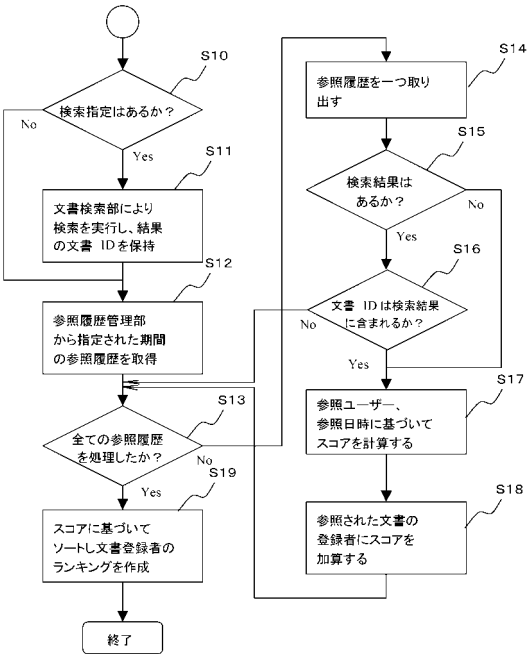 S10
検索指定はあるか？
No
Yes
S11
文書検索部により
検索を実行し、結果
の文書 IDを保持
S12
参照履歴管理部
から指定された期間
の参照履歴を取得
S13
全ての参照履歴
を処理したか？
No
Yes
S19
スコアに基づいて
ソートし文書登録者の
ランキングを作成
終了
S14
参照履歴を一つ取り
出す
S15
検索結果は
あるか？
No
Yes
S16
文書 IDは検索結果
に含まれるか？
No
Yes
S17
参照ユーザー、
参照日時に基づいて
スコアを計算する
S18
参照された文書の
登録者にスコアを
加算する